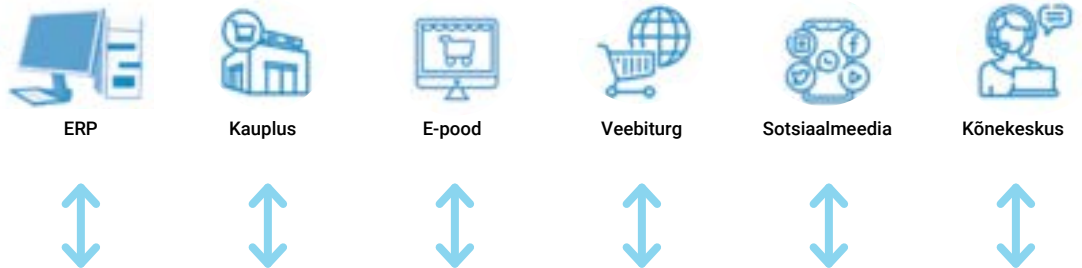 ERP
Kauplus
E-pood
Veebiturg
Sotsiaalmeedia
Kõnekeskus